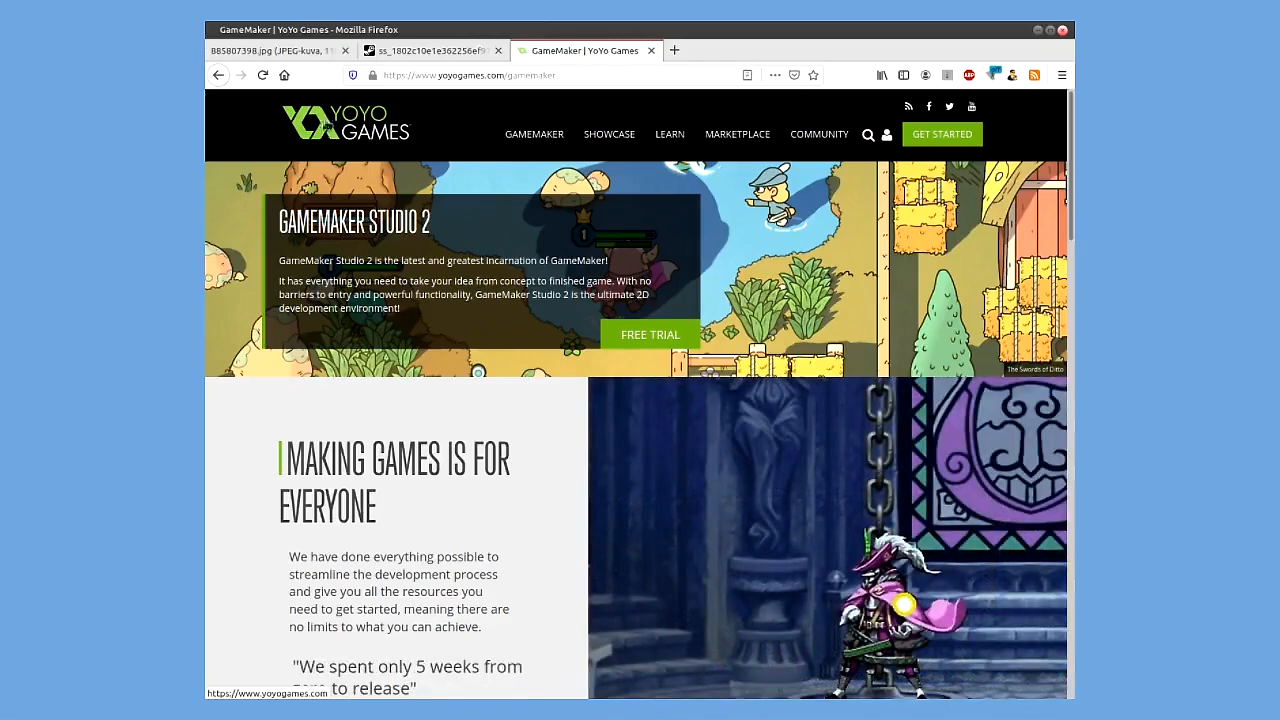 GameMaker | YoYo Games - Mozilla Firefox
885807398.jpg (JPEG-kuva, 11
ss_1802c10e1e362256ef97
GameMaker | YoYo Games
https://www.yoyogames.com/gamemaker
YOYO
GAMES
GAMEMAKER
SHOWCASE
LEARN
MARKETPLACE
COMMUNITY
GET STARTED
GAMEMAKER STUDIO 2
GameMaker Studio 2 is the latest and greatest incarnation of GameMaker!
It has everything you need to take your idea from concept to finished game. With no
barriers to entry and powerful functionality, GameMaker Studio 2 is the ultimate 2D
development environment!
FREE TRIAL
1
1
The Swords of Ditto
MAKING GAMES IS FOR
EVERYONE
We have done everything possible to
streamline the development process
and give you all the resources you
need to get started, meaning there are
no limits to what you can achieve.
"We spent only 5 weeks from
zero to release"
https://www.yoyogames.com